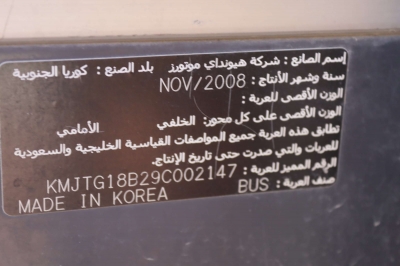 إسم الصانع : شركة هيونداي موتورز بلد الصنع : كوريا الجنوبية
سنة وشهر الأنتاج : NOV/2008
الوزن الأقصى للعربة :
الوزن الأقصى على كل محور: الخلفي الأمامي
تطابق هذه العربة جميع المواصفات القياسية الخليجية والسعودية
للعربات والتي صدرت حتى تاريخ الإنتاج.
الرقم المميز للعربة : KMJTG18B29C002147
صنف العربة : BUS
MADE IN KOREA